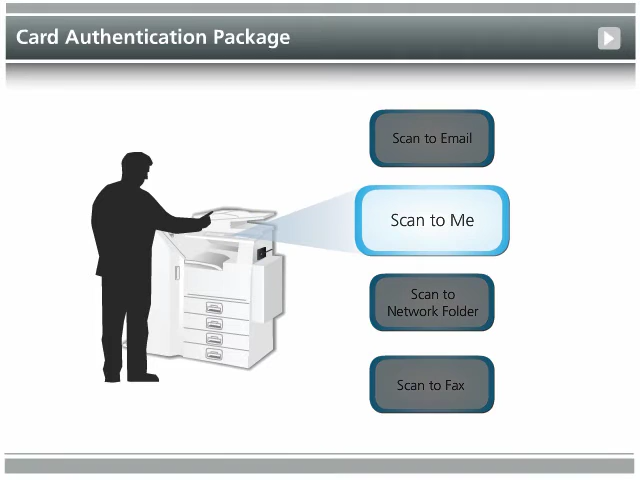 Card Authentication Package
Scan to Email
Scan to Me
Scan to
Network Folder
Scan to Fax